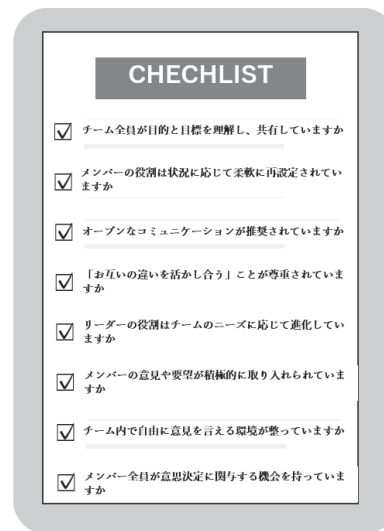 CHECHLIST
チーム全員が目的と目標を理解し、共有していますか
メンバーの役割は状況に応じて柔軟に再設定されてい
ますか
オープンなコミュニケーションが推奨されていますか
「お互いの違いを活かし合う」ことが尊重されていま
すか
リーダーの役割はチームのニーズに応じて進化してい
ますか
メンバーの意見や要望が積極的に取り入れられていま
すか
チーム内で自由に意見を言える環境が整っていますか
メンバー全員が意思決定に関与する機会を持っていま
すか